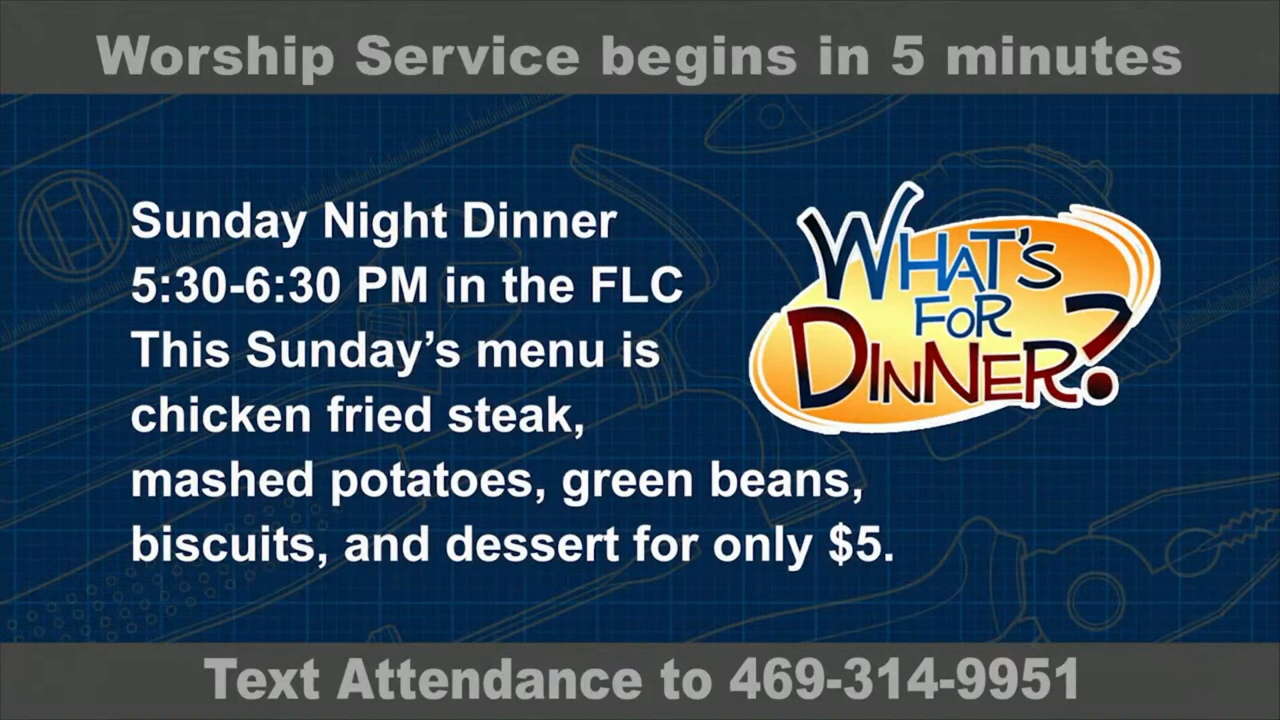 Worship Service begins in 5 minutes
Sunday Night Dinner
5:30-6:30 PM in the FLC
This Sunday's menu is
chicken fried steak,
mashed potatoes, green beans,
biscuits, and dessert for only $5.
WHAT'S
FOR
DINNER?
Text Attendance to 469-314-9951